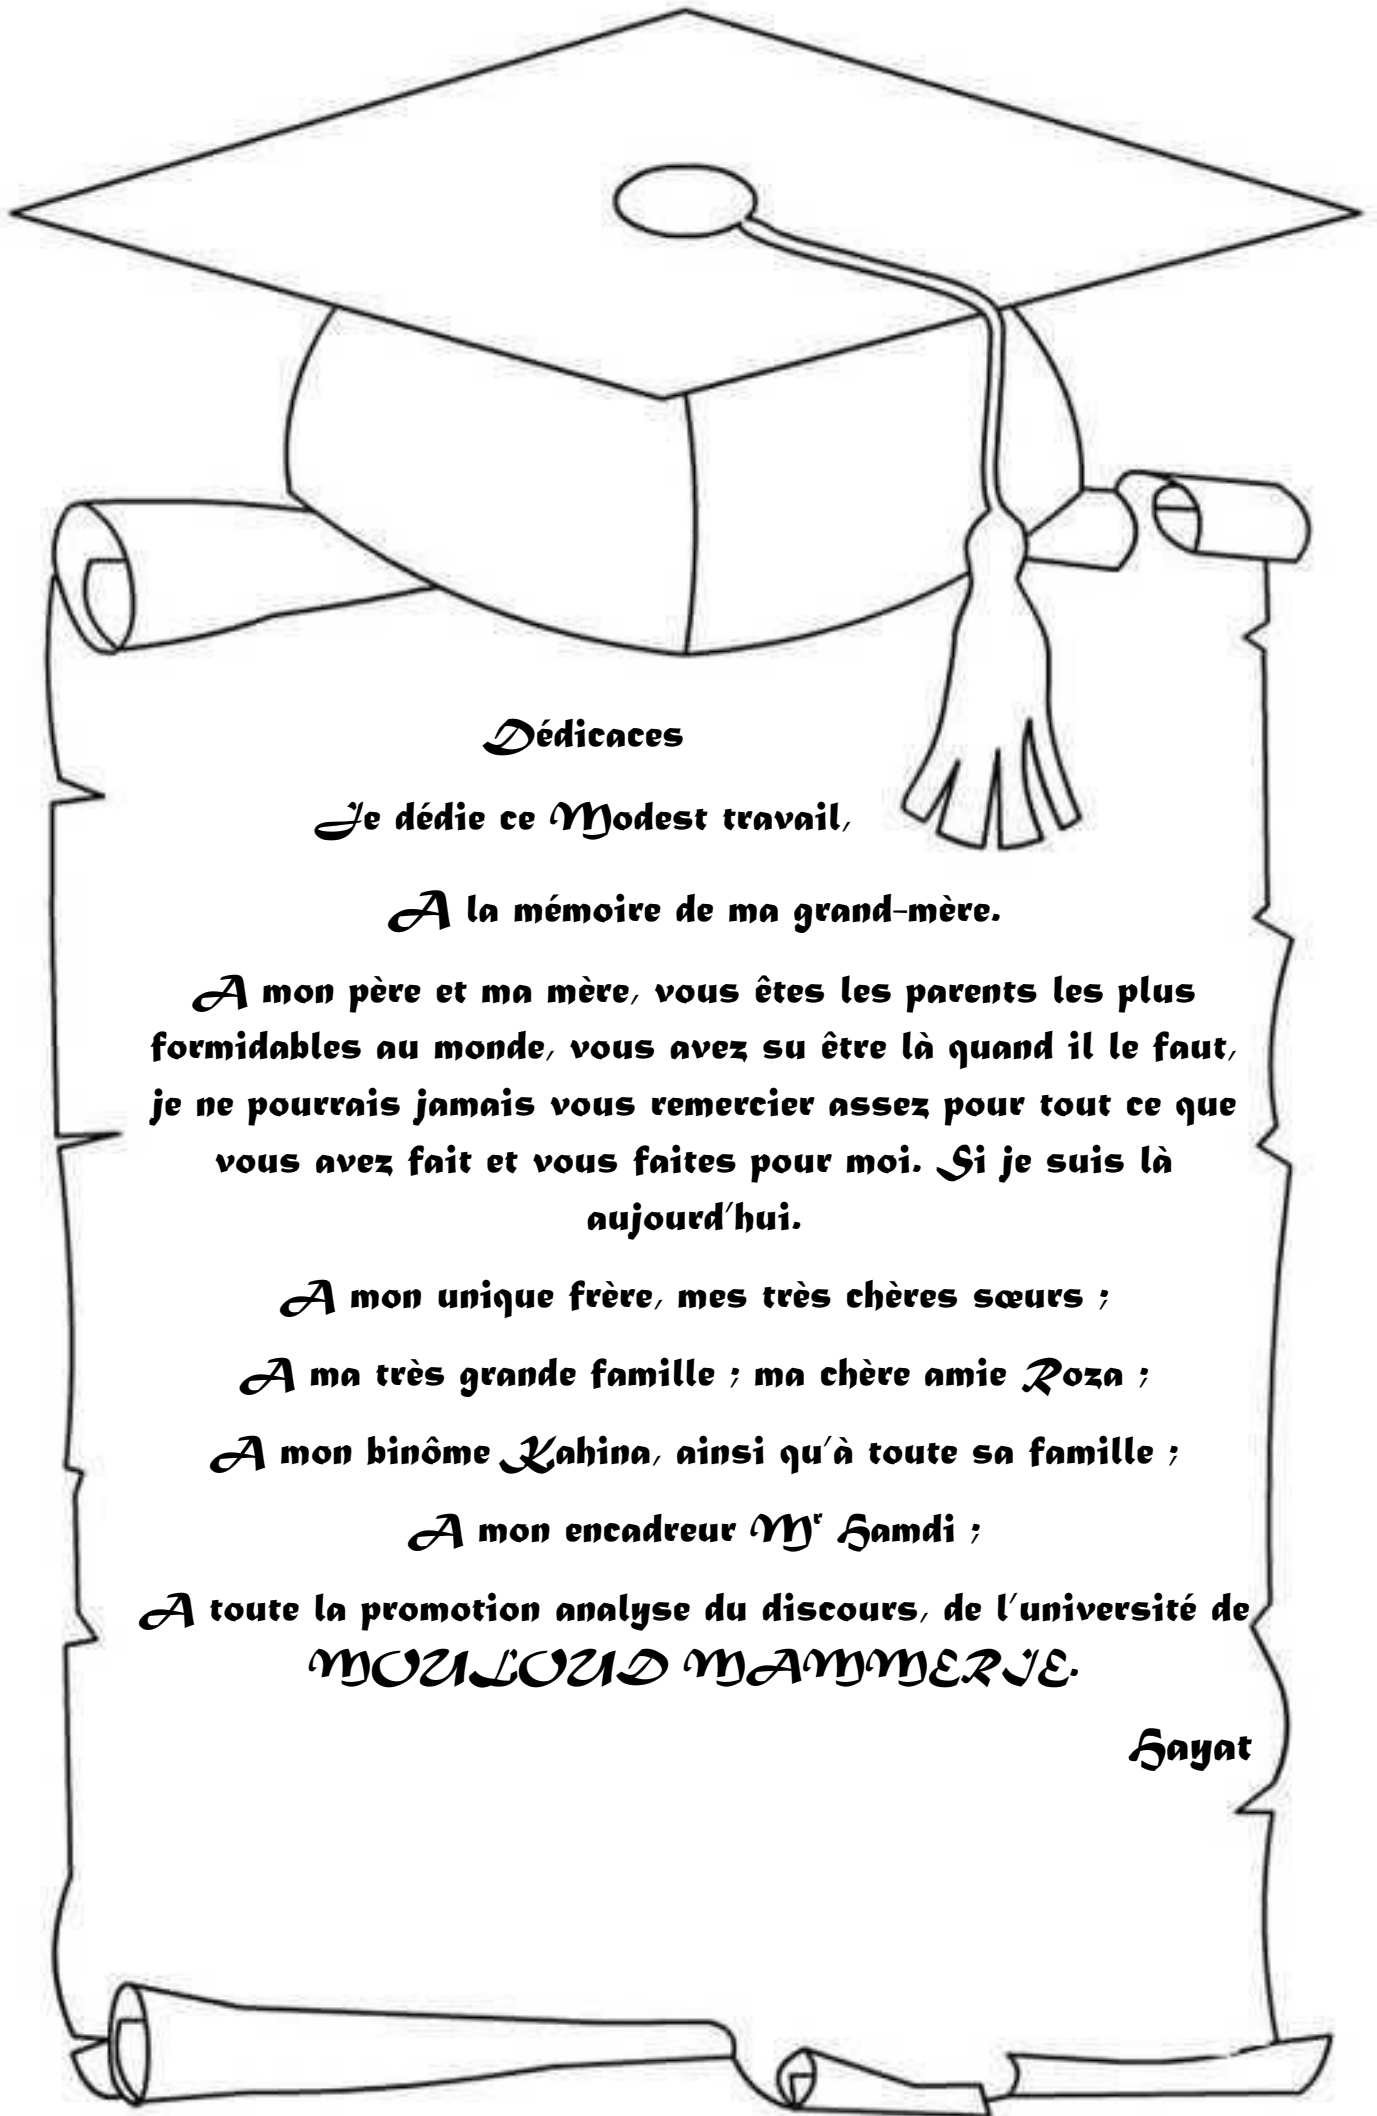 Dédicaces
Je dédie ce Modest travail,
A la mémoire de ma grand-mère.
A mon père et ma mère, vous êtes les parents les plus
formidables au monde, vous avez su être là quand il le faut,
je ne pourrais jamais vous remercier assez pour tout ce que
vous avez fait et vous faites pour moi. Si je suis là
aujourd'hui.
A mon unique frère, mes très chères sœurs ;
A ma très grande famille ; ma chère amie Roza ;
A mon binôme Kahina, ainsi qu'à toute sa famille ;
A mon encadreur Mr Hamdi ;
A toute la promotion analyse du discours, de l'université de
MOULOUD MAMMERIE.
Hayat